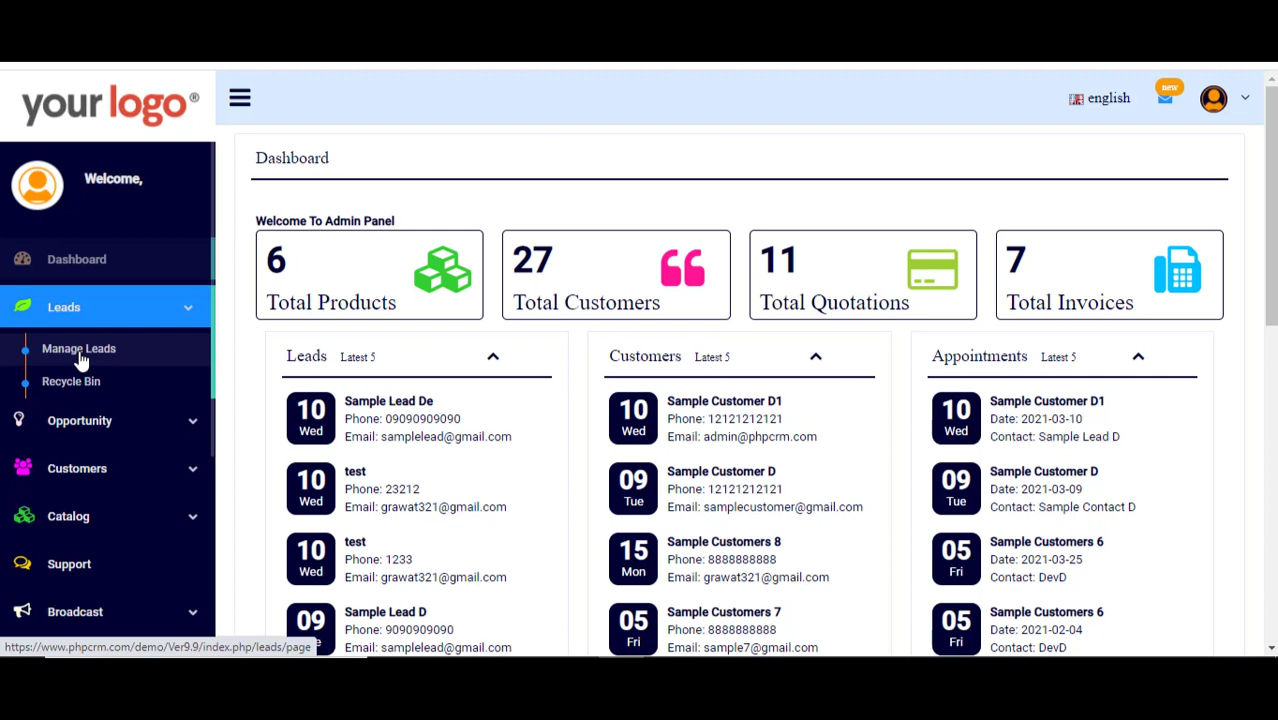 your logo®
english
new
Welcome,
Dashboard
Leads
Manage Leads
Recycle Bin
Opportunity
Customers
Catalog
Support
Broadcast
https://www.phpcrm.com/demo/Ver9.9/index.php/leads/page
Dashboard
Welcome To Admin Panel
6
Total Products
27
Total Customers
11
Total Quotations
7
Total Invoices
Leads Latest 5
10 Wed
Sample Lead De
Phone: 09090909090
Email: samplelead@gmail.com
10 Wed
test
Phone: 23212
Email: grawat321@gmail.com
10 Wed
test
Phone: 1233
Email: grawat321@gmail.com
09
Sample Lead D
Phone: 9090909090
Email: samplelead@gmail.com
Customers Latest 5
10 Wed
Sample Customer D1
Phone: 12121212121
Email: admin@phpcrm.com
09 Tue
Sample Customer D
Phone: 12121212121
Email: samplecustomer@gmail.com
15 Mon
Sample Customers 8
Phone: 8888888888
Email: grawat321@gmail.com
05 Fri
Sample Customers 7
Phone: 8888888888
Email: sample7@gmail.com
Appointments Latest 5
10 Wed
Sample Customer D1
Date: 2021-03-10
Contact: Sample Lead D
09 Tue
Sample Customer D
Date: 2021-03-09
Contact: Sample Contact D
05 Fri
Sample Customers 6
Date: 2021-03-25
Contact: DevD
05 Fri
Sample Customers 6
Date: 2021-02-04
Contact: DevD